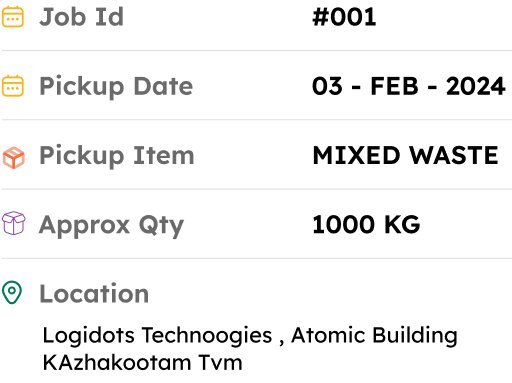 Job Id #001
Pickup Date 03 - FEB - 2024
Pickup Item MIXED WASTE
Approx Qty 1000 KG
Location
Logidots Technoogies , Atomic Building
KAzhakootam Tvm